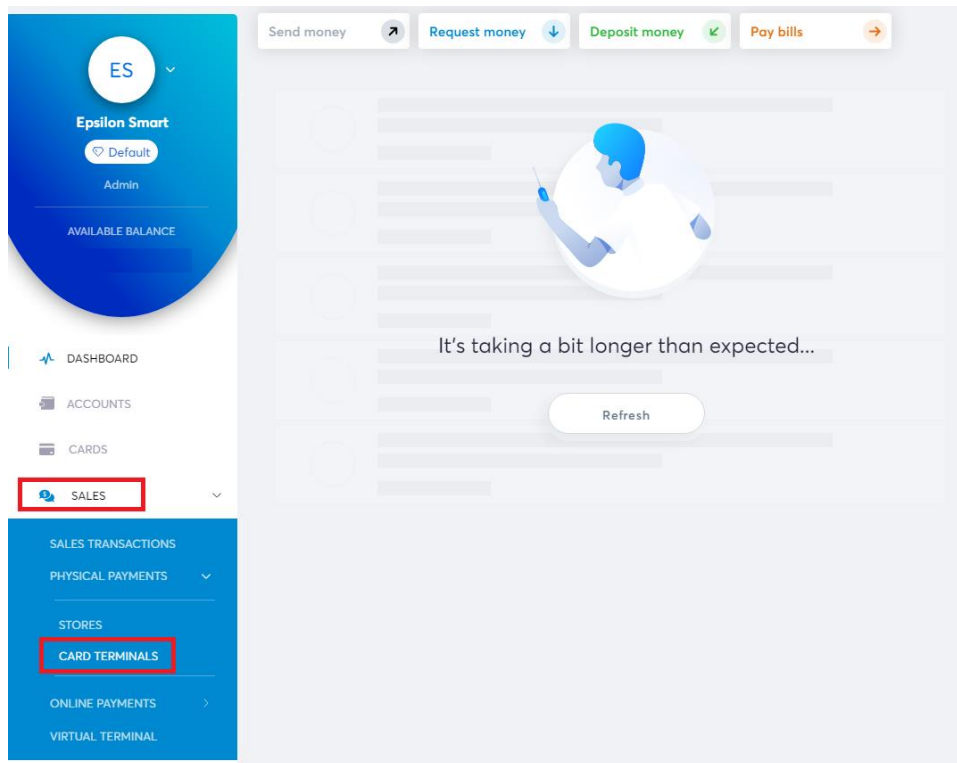 Send money
Request money
Deposit money
Pay bills
ES
Epsilon Smart
Default
Admin
AVAILABLE BALANCE
DASHBOARD
ACCOUNTS
CARDS
SALES
SALES TRANSACTIONS
PHYSICAL PAYMENTS
STORES
CARD TERMINALS
ONLINE PAYMENTS
VIRTUAL TERMINAL
It's taking a bit longer than expected...
Refresh